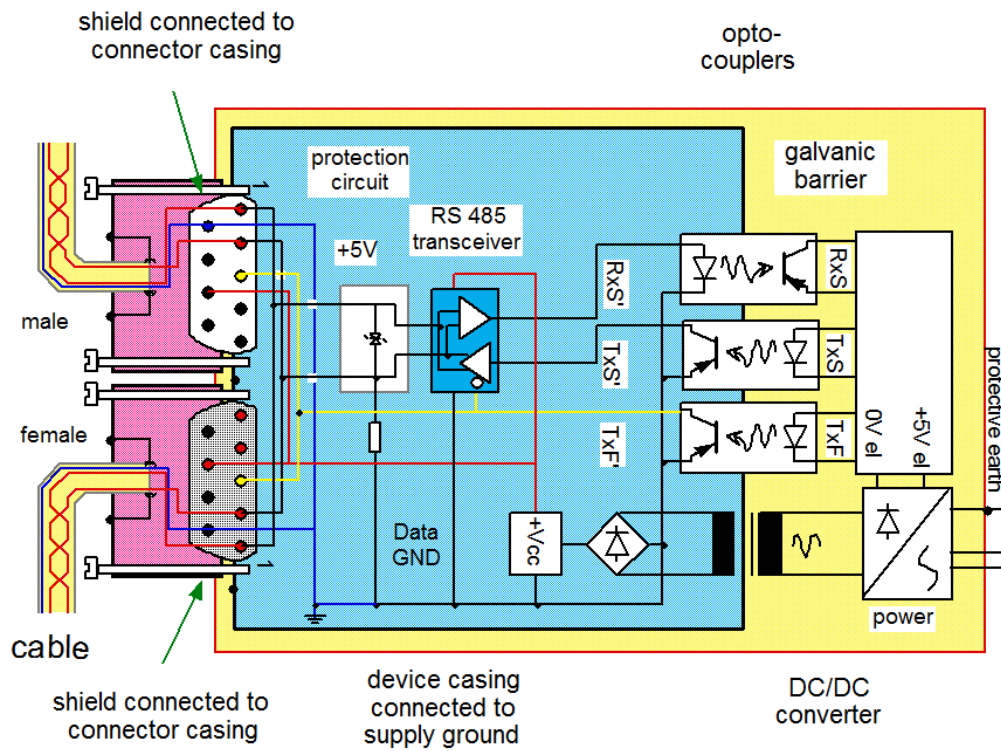 shield connected to
connector casing
opto-
couplers
protection
circuit
galvanic
barrier
RS 485
transceiver
+5V
1
male
female
RxS'
TxS'
TxF'
RxS
TxS
TxF
0V el
+5V el
protective earth
Data
GND
+Vcc
power
1
cable
shield connected to
connector casing
device casing
connected to
supply ground
DC/DC
converter